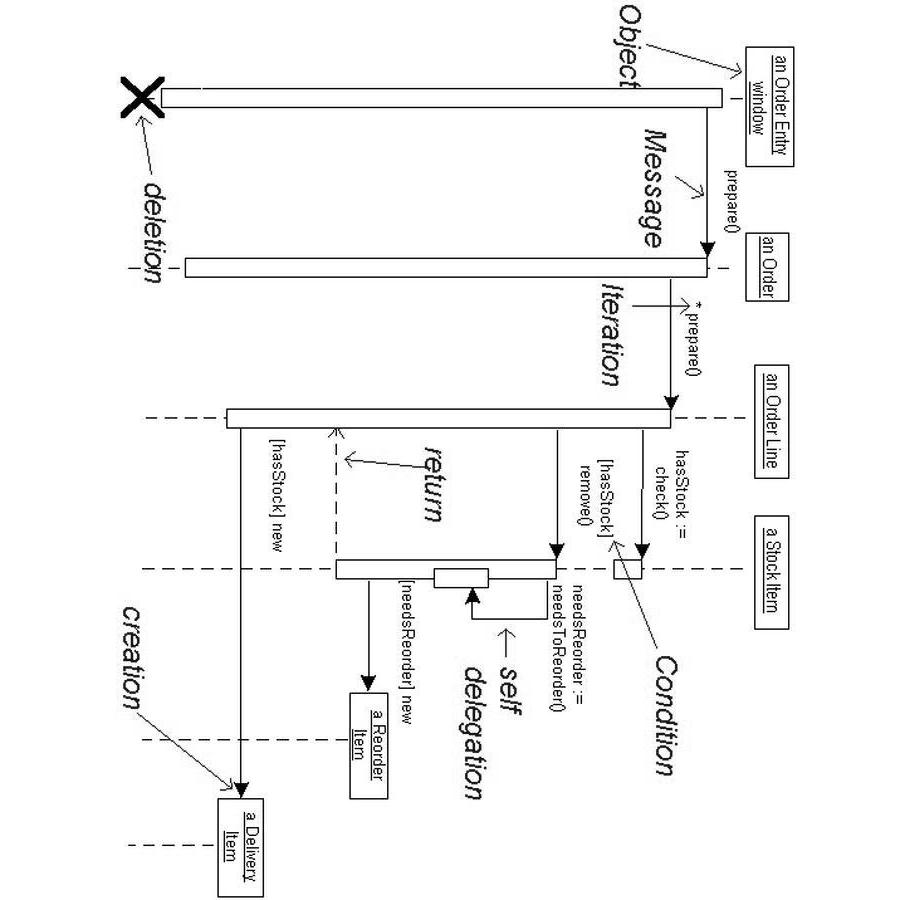 Object
an Order Entry
window
an Order
an Order Line
a Stock Item
prepare()
Message
* prepare()
Iteration
hasStock :=
check()
[hasStock]
remove()
Condition
needsReorder :=
needsToReorder()
self
delegation
return
[needsReorder] new
a Reorder
Item
[hasStock] new
a Delivery
Item
creation
deletion